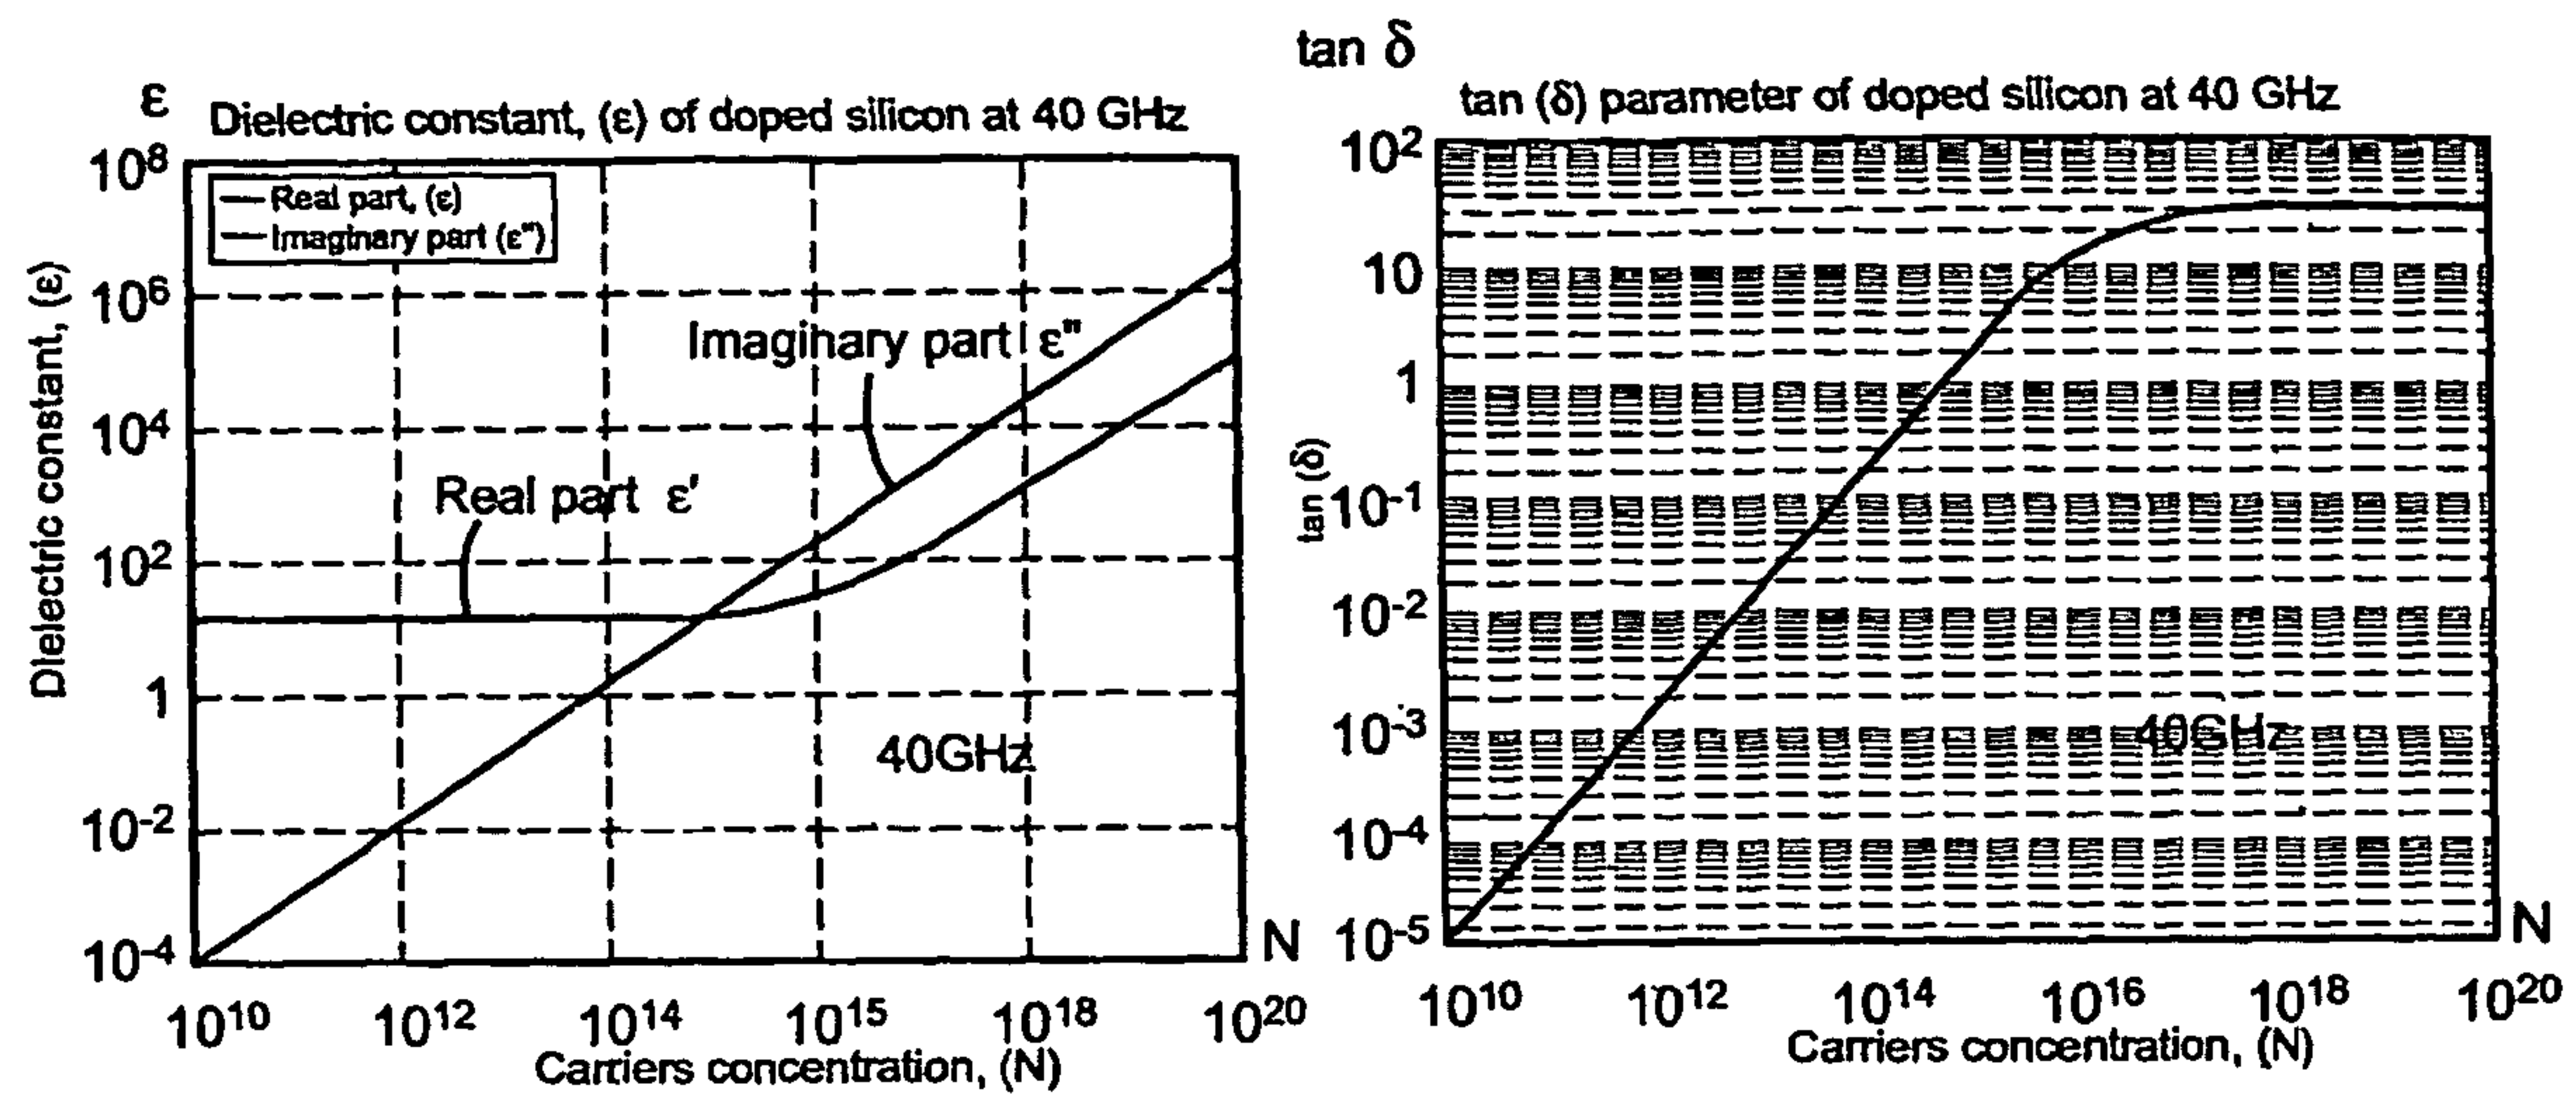 ε
Dielectric constant, (ε) of doped silicon at 40 GHz
10⁸
Real part, (ε)
Imaginary part (ε")
Dielectric constant, (ε)
10⁶
Imaginary part ε"
10⁴
Real part ε'
10²
1
40GHz
10⁻²
10⁻⁴
N
10¹⁰ 10¹² 10¹⁴ 10¹⁵ 10¹⁸ 10²⁰
Carriers concentration, (N)
tan δ
tan (δ) parameter of doped silicon at 40 GHz
10²
10
1
tan (δ)
10⁻¹
10⁻²
10⁻³
40GHz
10⁻⁴
10⁻⁵
N
10¹⁰ 10¹² 10¹⁴ 10¹⁶ 10¹⁸ 10²⁰
Carriers concentration, (N)